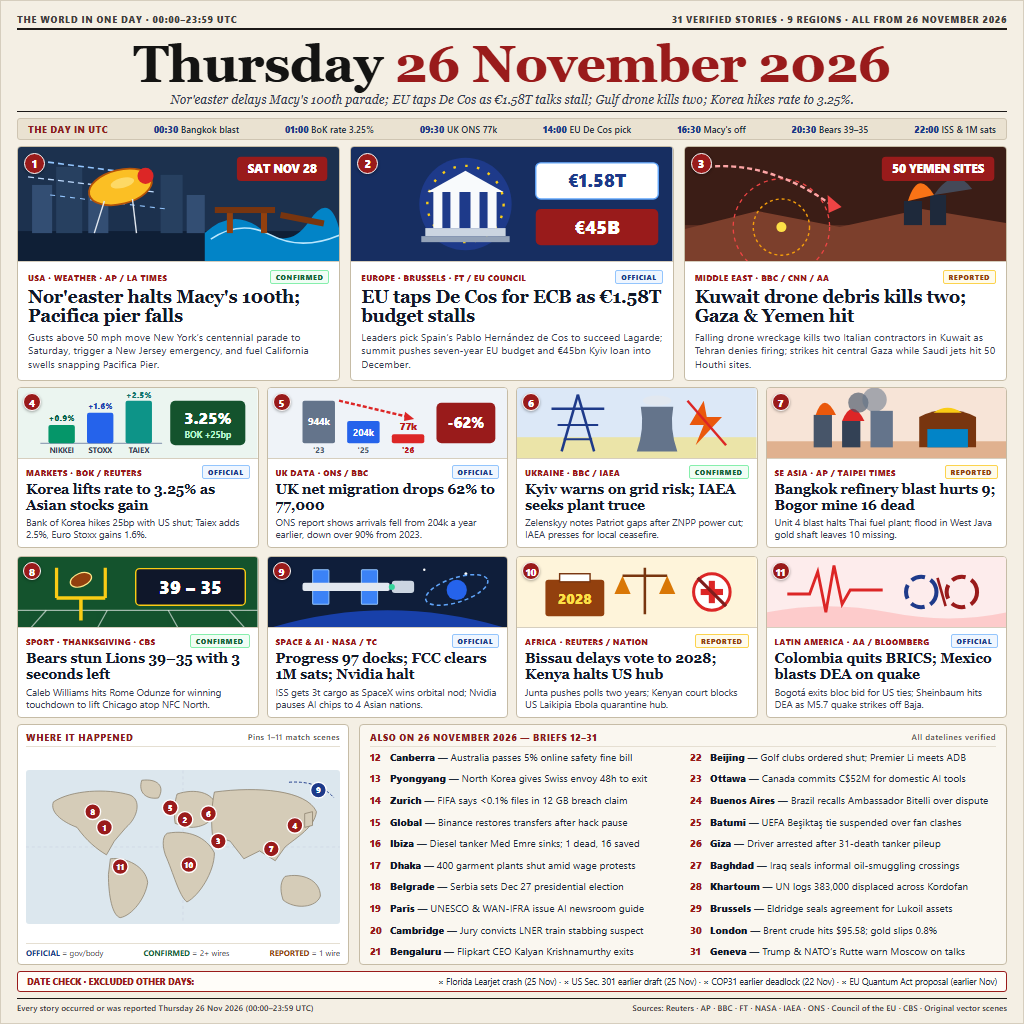 THE WORLD IN ONE DAY · 00:00–23:59 UTC
31 VERIFIED STORIES · 9 REGIONS · ALL FROM 26 NOVEMBER 2026
Thursday 26 November 2026
Nor'easter delays Macy's 100th parade; EU taps De Cos as €1.58T talks stall; Gulf drone kills two; Korea hikes rate to 3.25%.
THE DAY IN UTC
00:30 Bangkok blast
01:00 BoK rate 3.25%
09:30 UK ONS 77k
14:00 EU De Cos pick
16:30 Macy's off
20:30 Bears 39–35
22:00 ISS & 1M sats
1
SAT NOV 28
USA · WEATHER · AP / LA TIMES
CONFIRMED
Nor'easter halts Macy's 100th;
Pacifica pier falls
Gusts above 50 mph move New York's centennial parade to
Saturday, trigger a New Jersey emergency, and fuel California
swells snapping Pacifica Pier.
2
€1.58T
€45B
EUROPE · BRUSSELS · FT / EU COUNCIL
OFFICIAL
EU taps De Cos for ECB as €1.58T
budget stalls
Leaders pick Spain's Pablo Hernández de Cos to succeed Lagarde;
summit pushes seven-year EU budget and €45bn Kyiv loan into
December.
3
50 YEMEN SITES
MIDDLE EAST · BBC / CNN / AA
REPORTED
Kuwait drone debris kills two;
Gaza & Yemen hit
Falling drone wreckage kills two Italian contractors in Kuwait as
Tehran denies firing; strikes hit central Gaza while Saudi jets hit 50
Houthi sites.
4
+0.9%
+1.6%
+2.5%
NIKKEI
STOXX
TAIEX
3.25%
BOK +25bp
MARKETS · BOK / REUTERS
OFFICIAL
Korea lifts rate to 3.25% as
Asian stocks gain
Bank of Korea hikes 25bp with US shut; Taiex adds
2.5%, Euro Stoxx gains 1.6%.
5
944k
204k
77k
'23
'25
'26
-62%
UK DATA · ONS / BBC
OFFICIAL
UK net migration drops 62% to
77,000
ONS report shows arrivals fell from 204k a year
earlier, down over 90% from 2023.
6
UKRAINE · BBC / IAEA
CONFIRMED
Kyiv warns on grid risk; IAEA
seeks plant truce
Zelenskyy notes Patriot gaps after ZNPP power cut;
IAEA presses for local ceasefire.
7
SE ASIA · AP / TAIPEI TIMES
REPORTED
Bangkok refinery blast hurts 9;
Bogor mine 16 dead
Unit 4 blast halts Thai fuel plant; flood in West Java
gold shaft leaves 10 missing.
8
39 – 35
SPORT · THANKSGIVING · CBS
CONFIRMED
Bears stun Lions 39–35 with 3
seconds left
Caleb Williams hits Rome Odunze for winning
touchdown to lift Chicago atop NFC North.
9
SPACE & AI · NASA / TC
OFFICIAL
Progress 97 docks; FCC clears
1M sats; Nvidia halt
ISS gets 3t cargo as SpaceX wins orbital nod; Nvidia
pauses AI chips to 4 Asian nations.
10
2028
AFRICA · REUTERS / NATION
REPORTED
Bissau delays vote to 2028;
Kenya halts US hub
Junta pushes polls two years; Kenyan court blocks
US Laikipia Ebola quarantine hub.
11
LATIN AMERICA · AA / BLOOMBERG
OFFICIAL
Colombia quits BRICS; Mexico
blasts DEA on quake
Bogotá exits bloc bid for US ties; Sheinbaum hits
DEA as M5.7 quake strikes off Baja.
WHERE IT HAPPENED
Pins 1–11 match scenes
9
8
5
6
1
2
4
3
7
11
10
OFFICIAL = gov/body
CONFIRMED = 2+ wires
REPORTED = 1 wire
ALSO ON 26 NOVEMBER 2026 — BRIEFS 12–31
All datelines verified
12 Canberra — Australia passes 5% online safety fine bill
13 Pyongyang — North Korea gives Swiss envoy 48h to exit
14 Zurich — FIFA says <0.1% files in 12 GB breach claim
15 Global — Binance restores transfers after hack pause
16 Ibiza — Diesel tanker Med Emre sinks; 1 dead, 16 saved
17 Dhaka — 400 garment plants shut amid wage protests
18 Belgrade — Serbia sets Dec 27 presidential election
19 Paris — UNESCO & WAN-IFRA issue AI newsroom guide
20 Cambridge — Jury convicts LNER train stabbing suspect
21 Bengaluru — Flipkart CEO Kalyan Krishnamurthy exits
22 Beijing — Golf clubs ordered shut; Premier Li meets ADB
23 Ottawa — Canada commits C$52M for domestic AI tools
24 Buenos Aires — Brazil recalls Ambassador Bitelli over dispute
25 Batumi — UEFA Beşiktaş tie suspended over fan clashes
26 Giza — Driver arrested after 31-death tanker pileup
27 Baghdad — Iraq seals informal oil-smuggling crossings
28 Khartoum — UN logs 383,000 displaced across Kordofan
29 Brussels — Eldridge seals agreement for Lukoil assets
30 London — Brent crude hits $95.58; gold slips 0.8%
31 Geneva — Trump & NATO's Rutte warn Moscow on talks
DATE CHECK · EXCLUDED OTHER DAYS:
× Florida Learjet crash (25 Nov) · × US Sec. 301 earlier draft (25 Nov) · × COP31 earlier deadlock (22 Nov) · × EU Quantum Act proposal (earlier Nov)
Every story occurred or was reported Thursday 26 Nov 2026 (00:00–23:59 UTC)
Sources: Reuters · AP · BBC · FT · NASA · IAEA · ONS · Council of the EU · CBS · Original vector scenes